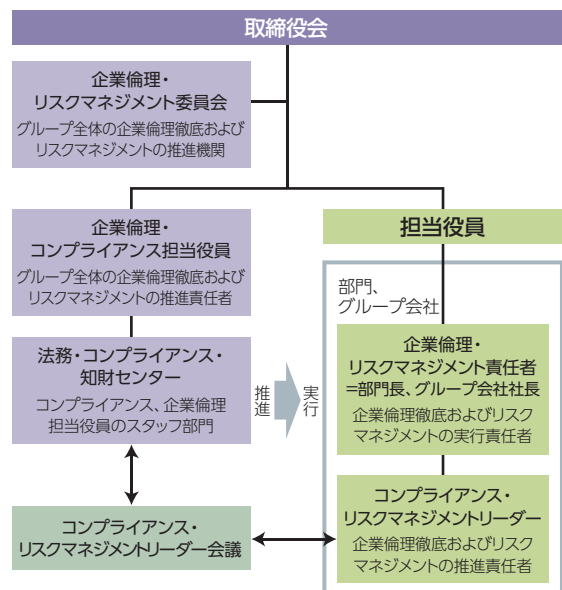 取締役会
企業倫理・
リスクマネジメント委員会
グループ全体の企業倫理徹底および
リスクマネジメントの推進機関
企業倫理・
コンプライアンス担当役員
グループ全体の企業倫理徹底および
リスクマネジメントの推進責任者
法務・コンプライアンス・
知財センター
コンプライアンス、企業倫理
担当役員のスタッフ部門
コンプライアンス・
リスクマネジメントリーダー会議
推進
実行
担当役員
部門、
グループ会社
企業倫理・
リスクマネジメント責任者
=部門長、グループ会社社長
企業倫理徹底およびリスク
マネジメントの実行責任者
コンプライアンス・
リスクマネジメントリーダー
企業倫理徹底およびリスク
マネジメントの推進責任者